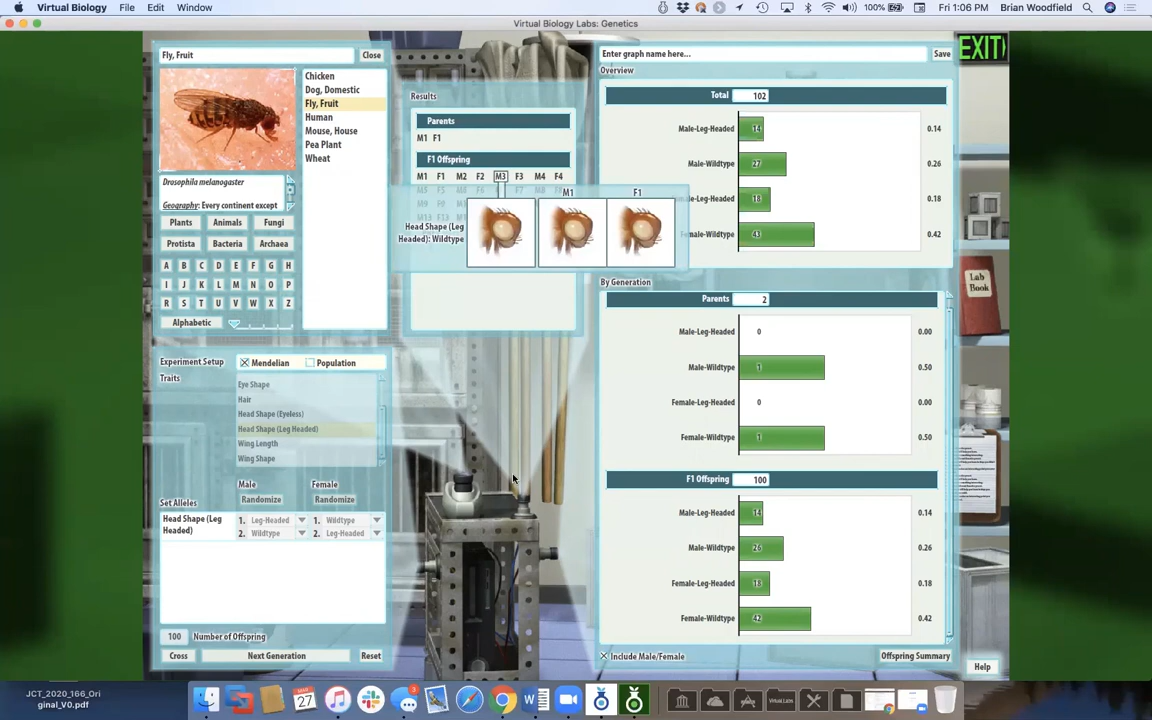 Virtual Biology File Edit Window 100% Fri 1:06 PM Brian Woodfield
Virtual Biology Labs: Genetics
Fly, Fruit Close
Chicken
Dog, Domestic
Fly, Fruit
Human
Mouse, House
Pea Plant
Wheat
Drosophila melanogaster
Geography: Every continent except
Plants Animals Fungi
Protista Bacteria Archaea
A B C D E F G H
I J K L M N O P
R S T U V W X Z
Alphabetic
Experiment Setup Mendelian Population
Traits
Eye Shape
Hair
Head Shape (Eyeless)
Head Shape (Leg Headed)
Wing Length
Wing Shape
Male Female
Randomize Randomize
Set Alleles
Head Shape (Leg 1. Leg-Headed 1. Wildtype
Headed) 2. Wildtype 2. Leg-Headed
100 Number of Offspring
Cross Next Generation Reset
Results
Parents
M1 F1
F1 Offspring
M1 F1 M2 F2 M3 F3 M4 F4
M1 F1
Head Shape (Leg
Headed): Wildtype
Enter graph name here... Save
Overview
Total 102
Male-Leg-Headed 14 0.14
Male-Wildtype 27 0.26
18 0.18
Female-Wildtype 43 0.42
By Generation
Parents 2
Male-Leg-Headed 0 0.00
Male-Wildtype 1 0.50
Female-Leg-Headed 0 0.00
Female-Wildtype 1 0.50
F1 Offspring 100
Male-Leg-Headed 14 0.14
Male-Wildtype 26 0.26
Female-Leg-Headed 18 0.18
Female-Wildtype 42 0.42
Include Male/Female Offspring Summary
EXIT
Lab
Book
Help
JCT_2020_166_Ori
ginal_V0.pdf
MAR
27
3